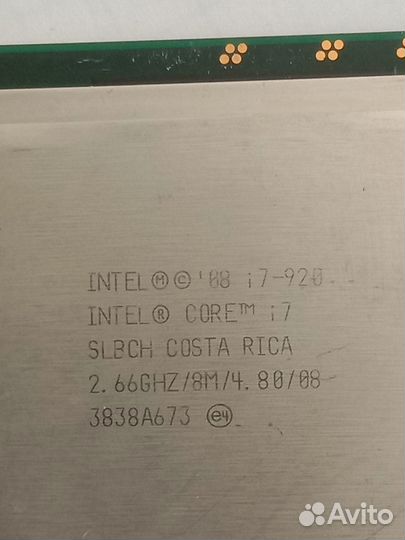 INTEL Ⓜ © '08 i7-920
INTEL® CORE™ i7
SLBCH COSTA RICA
2.66GHZ/8M/4.80/08
3838A673 e4
Avito